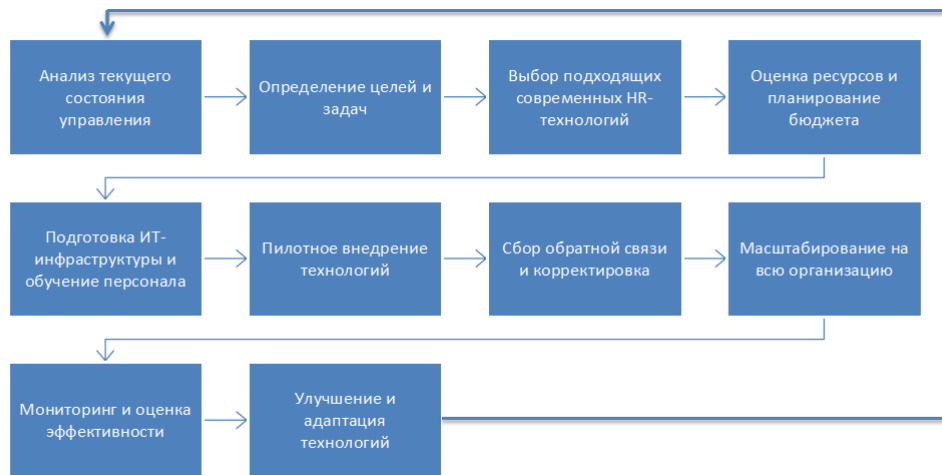 Анализ текущего
состояния
управления
Определение целей и
задач
Выбор подходящих
современных HR-
технологий
Оценка ресурсов и
планирование
бюджета
Подготовка ИТ-
инфраструктуры и
обучение персонала
Пилотное внедрение
технологий
Сбор обратной связи
и корректировка
Масштабирование на
всю организацию
Мониторинг и оценка
эффективности
Улучшение и
адаптация
технологий